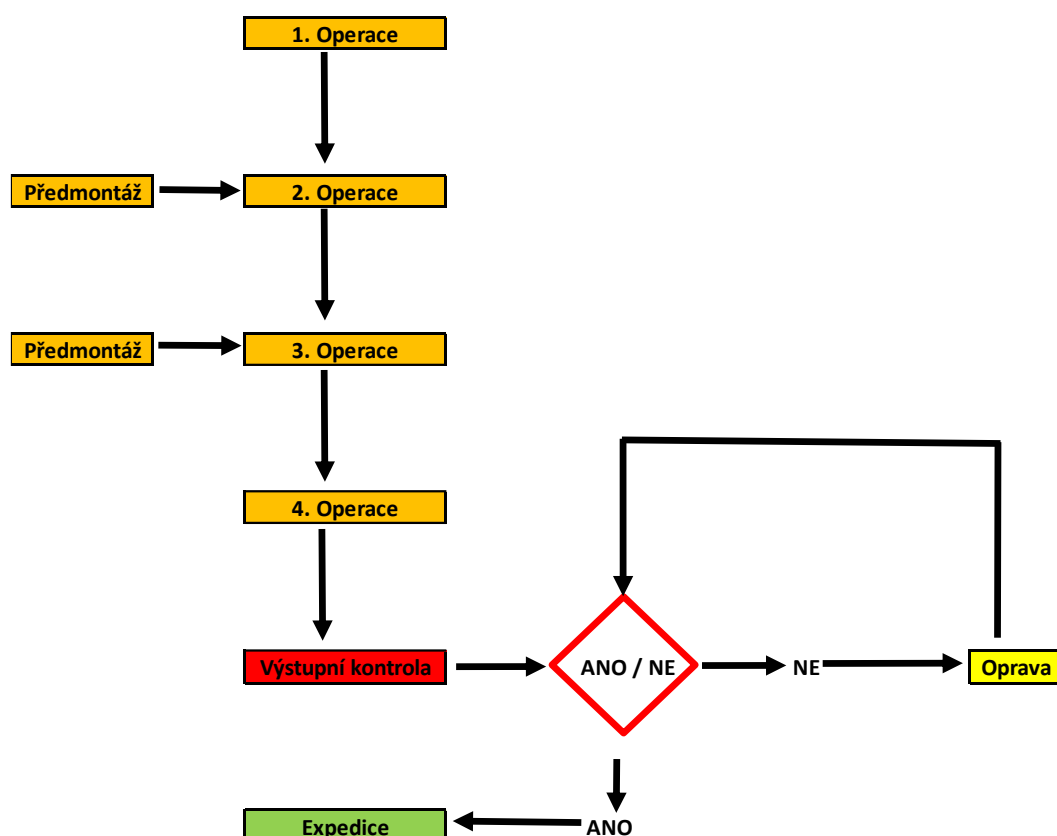 1. Operace
Předmontáž
2. Operace
Předmontáž
3. Operace
4. Operace
Výstupní kontrola
ANO / NE
NE
Oprava
Expedice
ANO